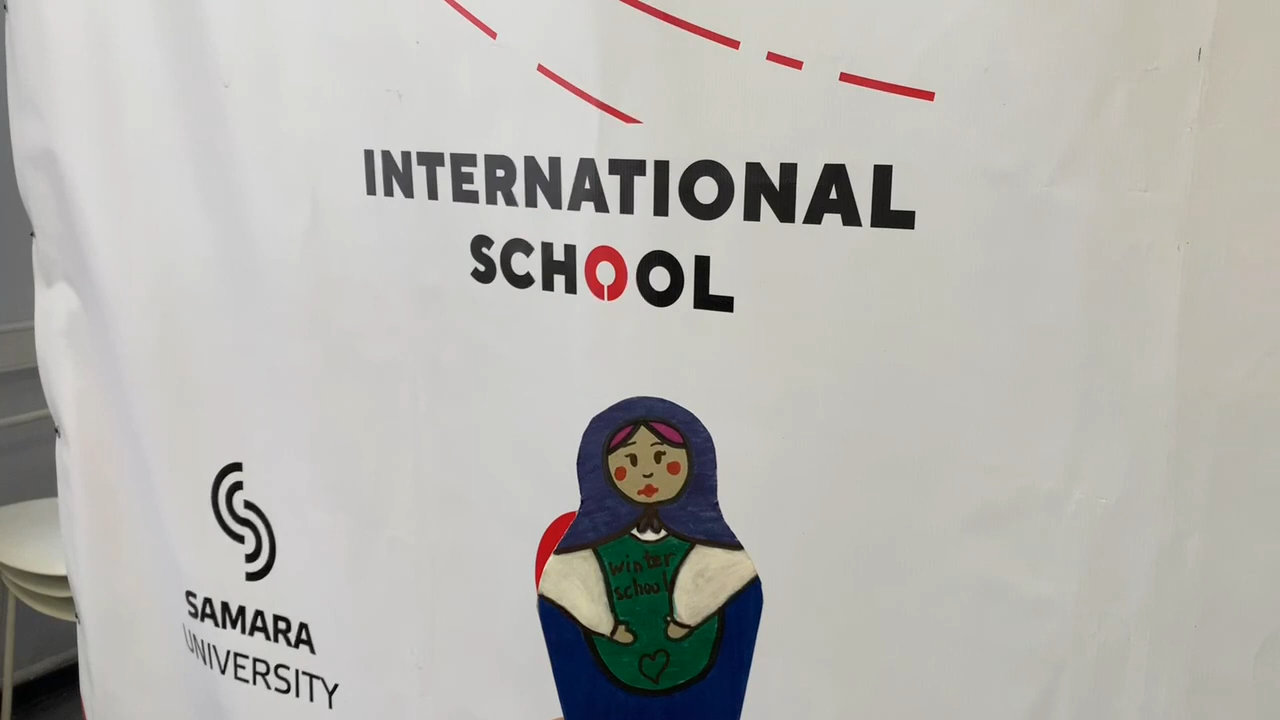 INTERNATIONAL
SCHOOL
winter
school
SAMARA
UNIVERSITY